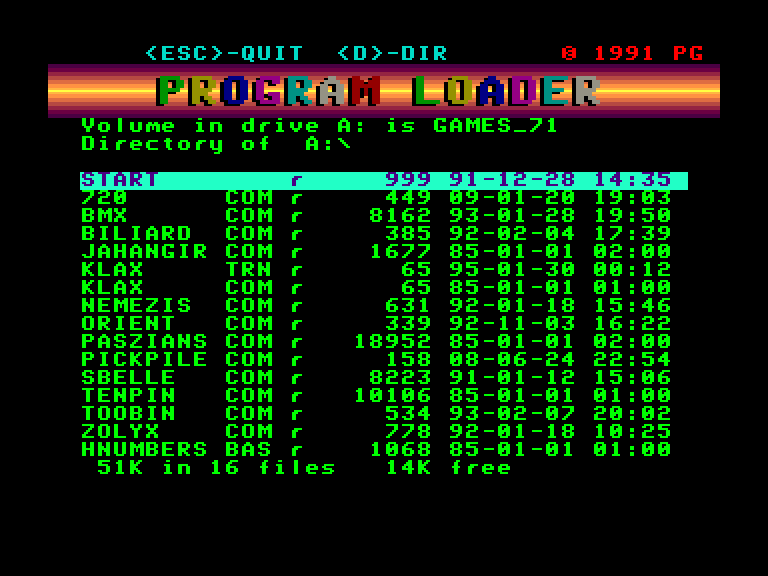 <ESC>-QUIT <D>-DIR © 1991 PG
PROGRAM LOADER
Volume in drive A: is GAMES_71
Directory of A:\
START r 999 91-12-28 14:35
720 COM r 449 09-01-20 19:03
BMX COM r 8162 93-01-28 19:50
BILIARD COM r 385 92-02-04 17:39
JAHANGIR COM r 1677 85-01-01 02:00
KLAX TRN r 65 95-01-30 00:12
KLAX COM r 65 85-01-01 01:00
NEMEZIS COM r 631 92-01-18 15:46
ORIENT COM r 339 92-11-03 16:22
PASZIANS COM r 18952 85-01-01 02:00
PICKPILE COM r 158 08-06-24 22:54
SBELLE COM r 8223 91-01-12 15:06
TENPIN COM r 10106 85-01-01 01:00
TOOBIN COM r 534 93-02-07 20:02
ZOLYX COM r 778 92-01-18 10:25
HNUMBERS BAS r 1068 85-01-01 01:00
51K in 16 files 14K free